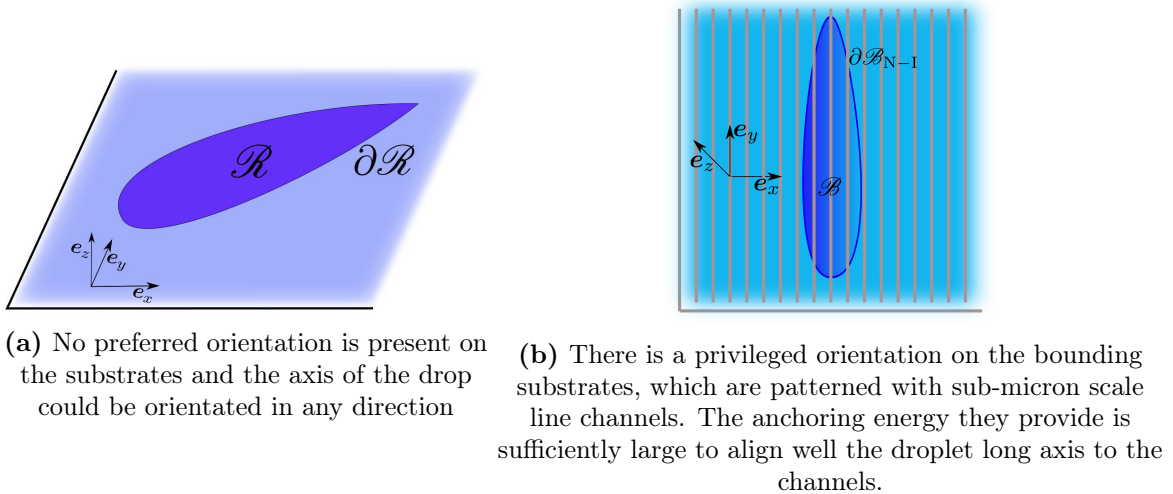 ℛ
∂ℛ
e_z
e_y
e_x
(a) No preferred orientation is present on
the substrates and the axis of the drop
could be orientated in any direction
∂ℬ_{N−I}
e_y
e_z
e_x
ℬ
(b) There is a privileged orientation on the bounding
substrates, which are patterned with sub-micron scale
line channels. The anchoring energy they provide is
sufficiently large to align well the droplet long axis to the
channels.